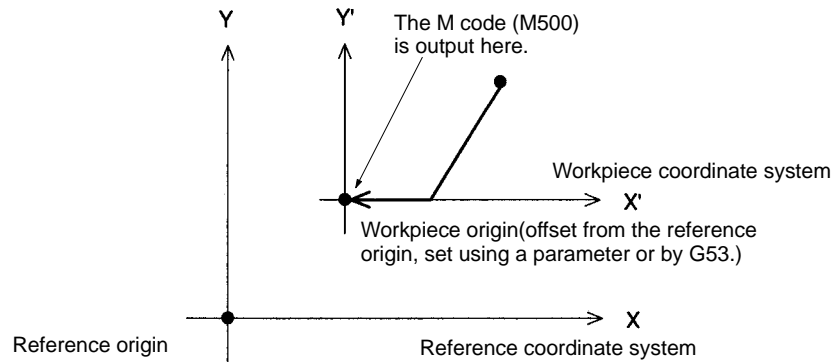 Y
Y'
The M code (M500)
is output here.
Workpiece coordinate system
X'
Workpiece origin(offset from the reference
origin, set using a parameter or by G53.)
X
Reference origin
Reference coordinate system